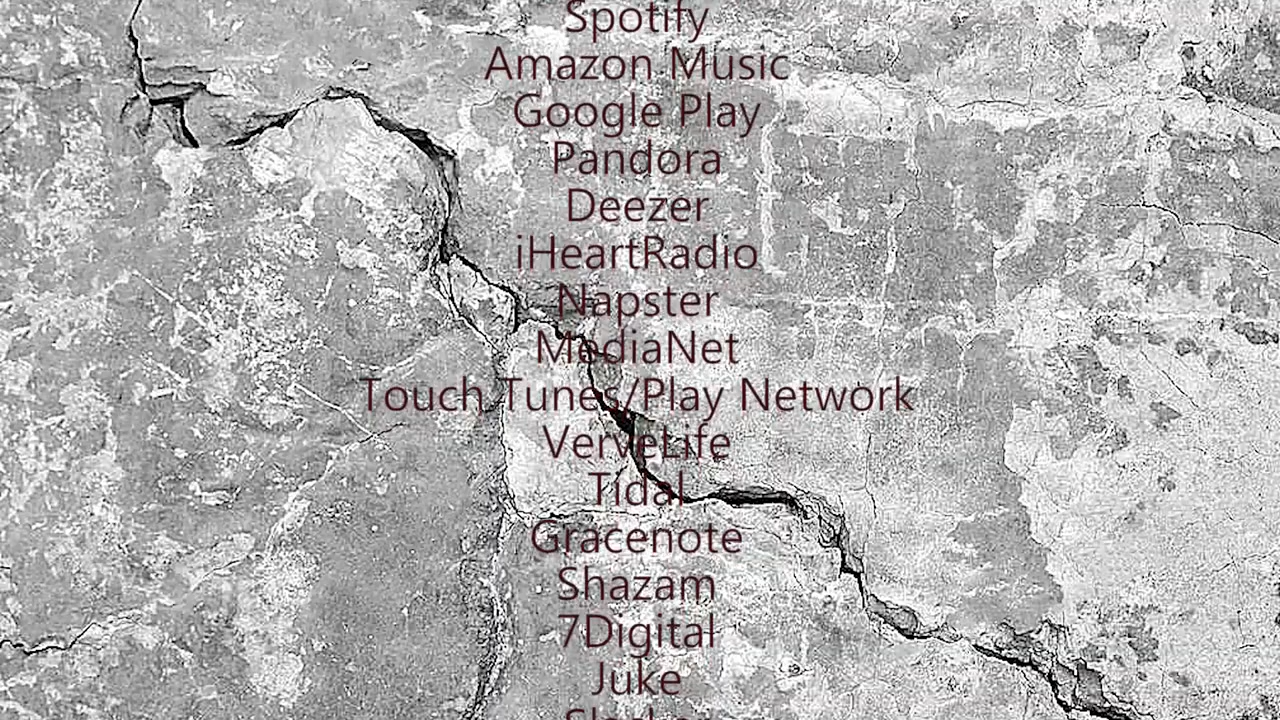 Spotify
Amazon Music
Google Play
Pandora
Deezer
iHeartRadio
Napster
MediaNet
Touch Tunes/Play Network
VerveLife
Tidal
Gracenote
Shazam
7Digital
Juke